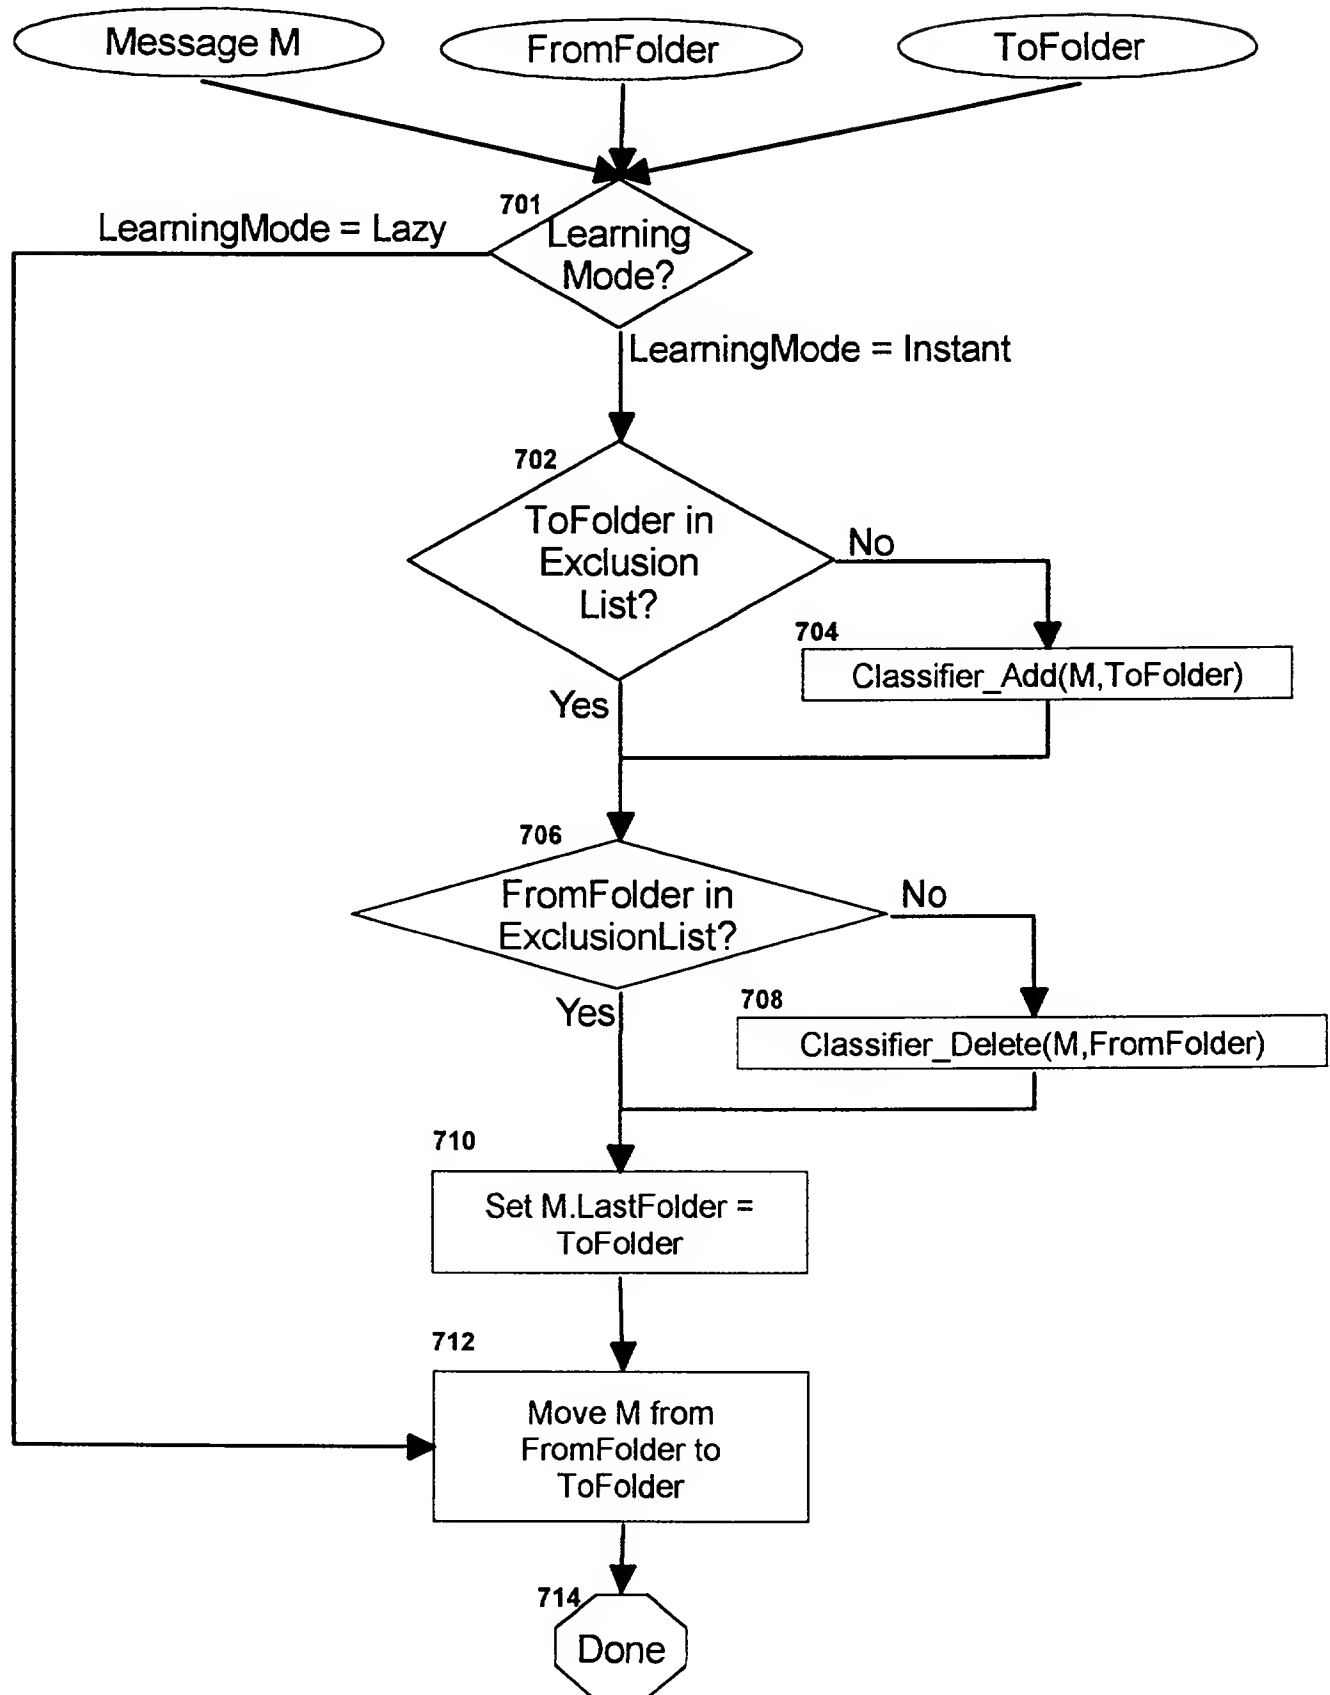 Message M
FromFolder
ToFolder
701
LearningMode = Lazy
Learning
Mode?
LearningMode = Instant
702
ToFolder in
Exclusion
List?
No
704
Classifier_Add(M,ToFolder)
Yes
706
FromFolder in
ExclusionList?
No
Yes
708
Classifier_Delete(M,FromFolder)
710
Set M.LastFolder =
ToFolder
712
Move M from
FromFolder to
ToFolder
714
Done